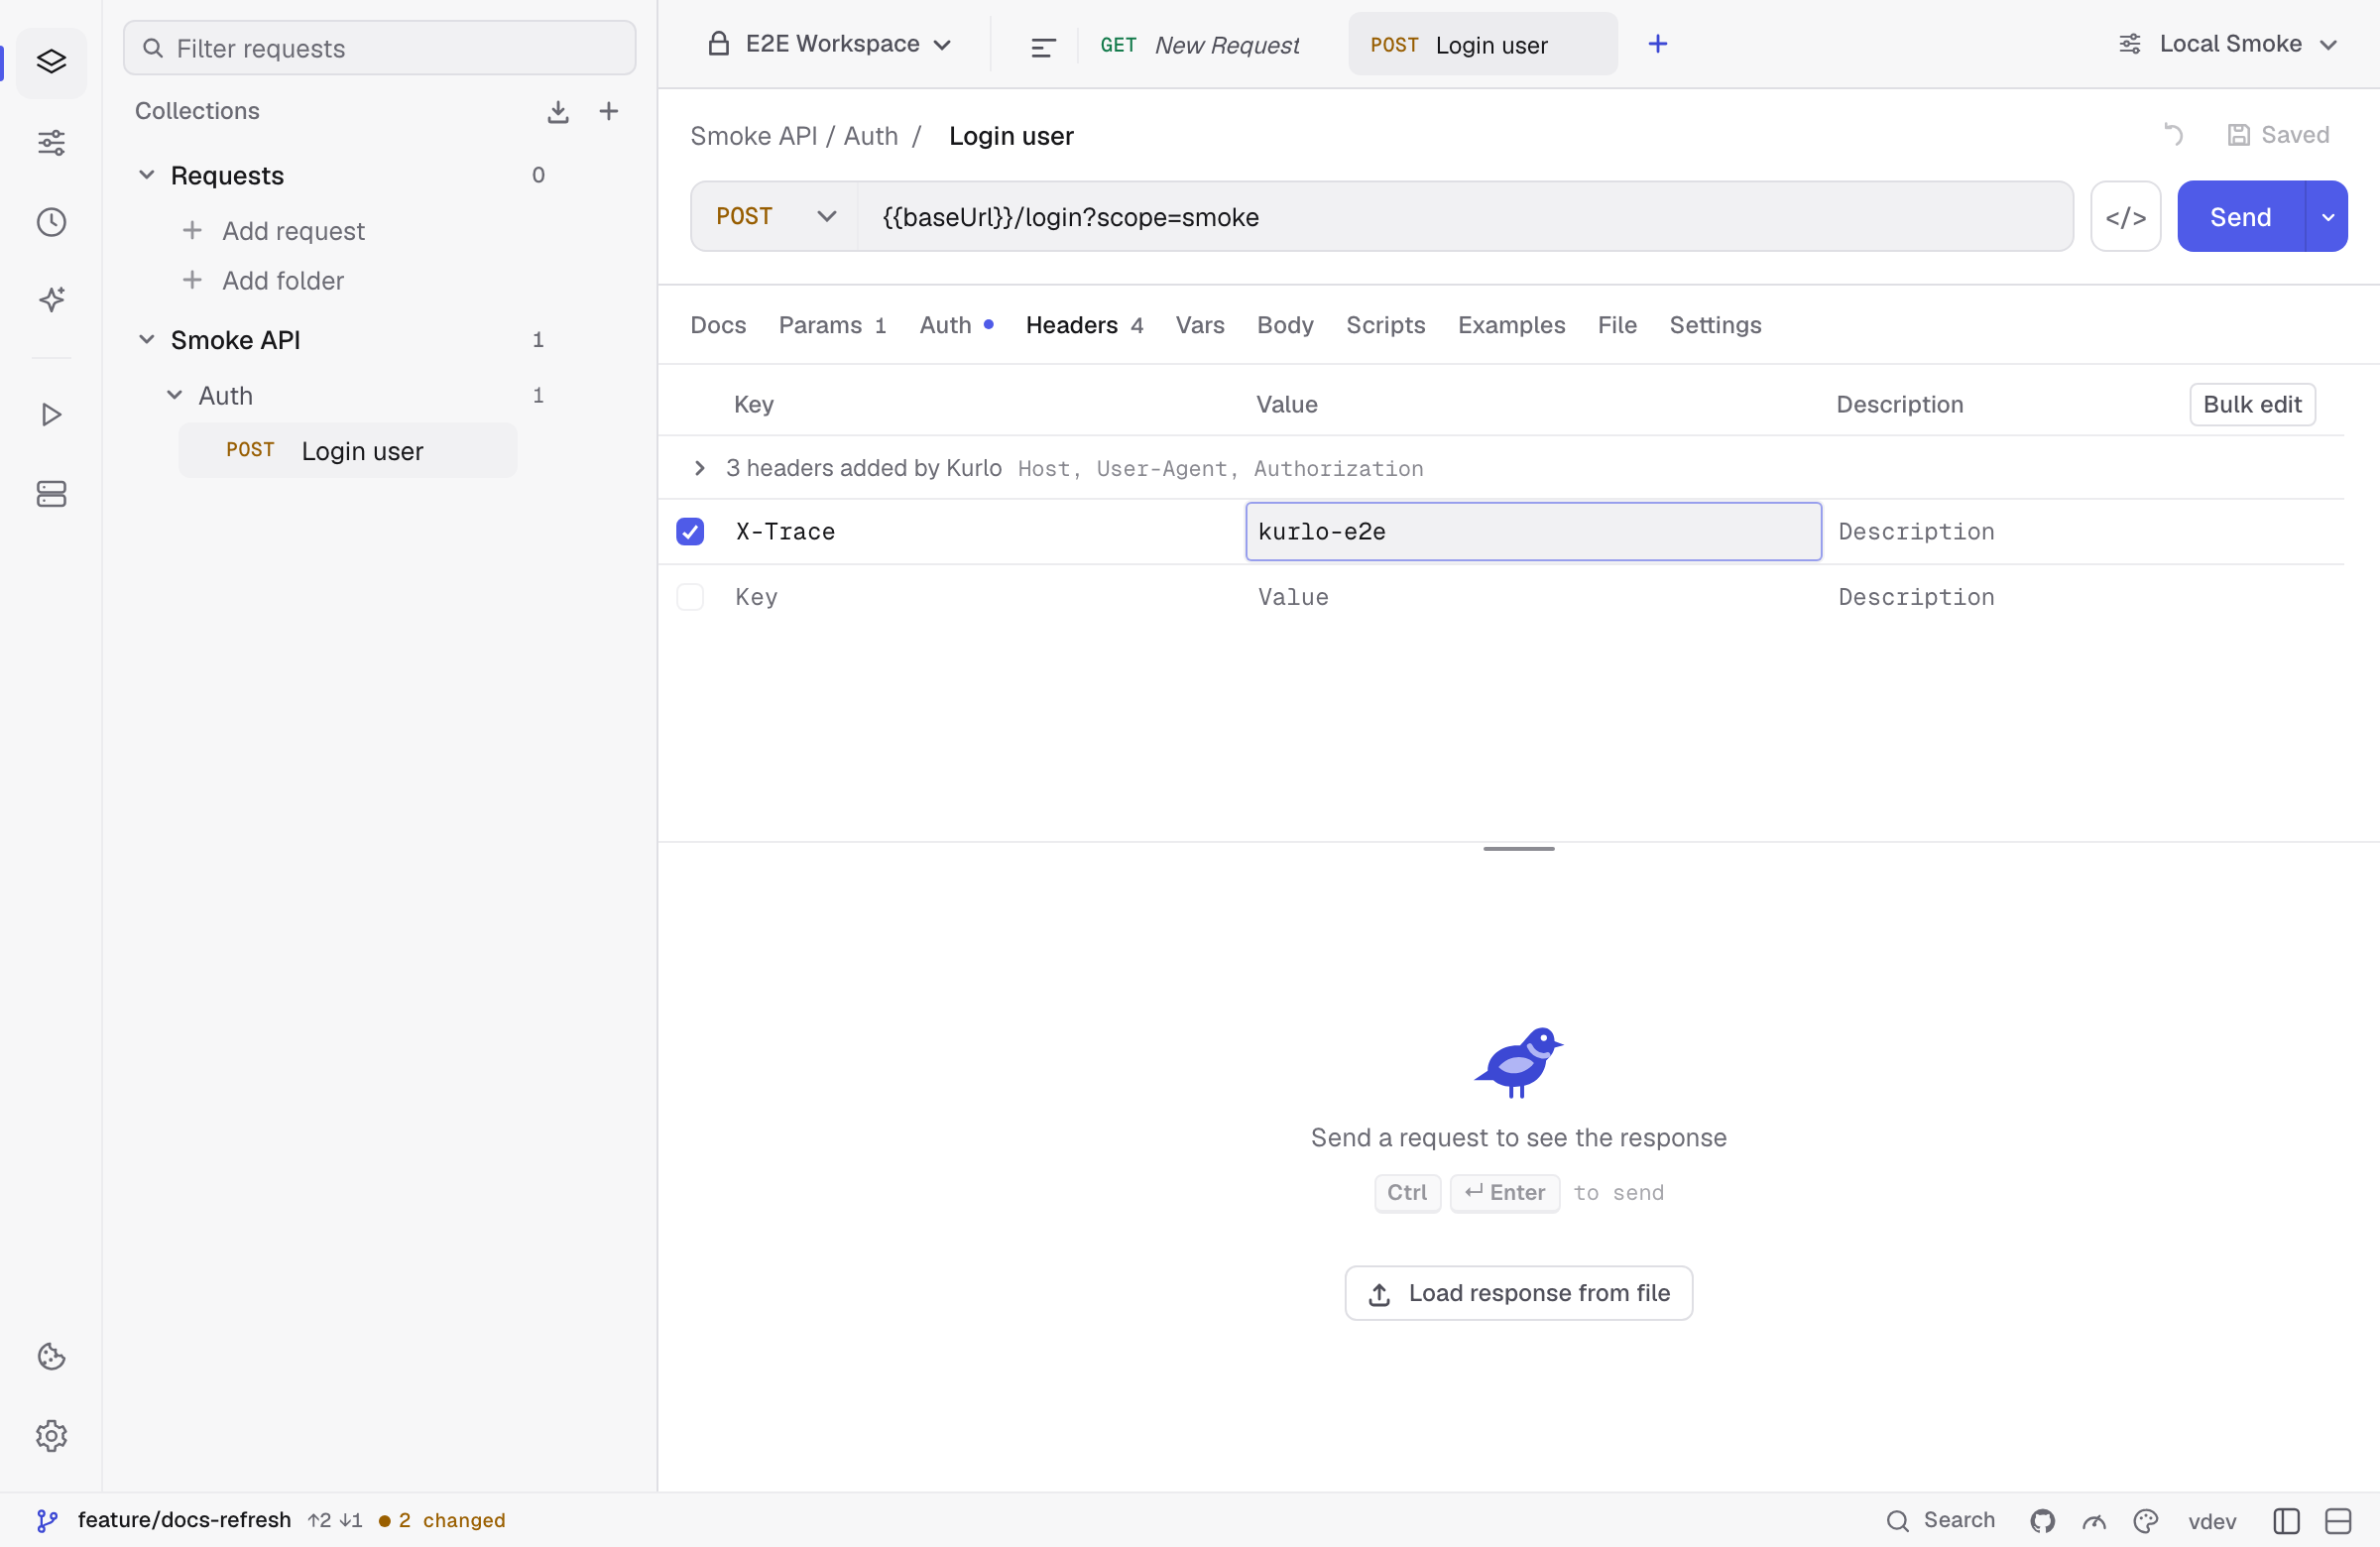 Filter requests
Collections
Requests 0
Add request
Add folder
Smoke API 1
Auth 1
POST Login user
E2E Workspace
GET New Request
POST Login user
Local Smoke
Smoke API / Auth / Login user
Saved
POST {{baseUrl}}/login?scope=smoke
</>
Send
Docs Params 1 Auth Headers 4 Vars Body Scripts Examples File Settings
Key Value Description Bulk edit
3 headers added by Kurlo Host, User-Agent, Authorization
X-Trace kurlo-e2e Description
Key Value Description
Send a request to see the response
Ctrl ↵ Enter to send
Load response from file
feature/docs-refresh ↑2 ↓1 2 changed
Search vdev